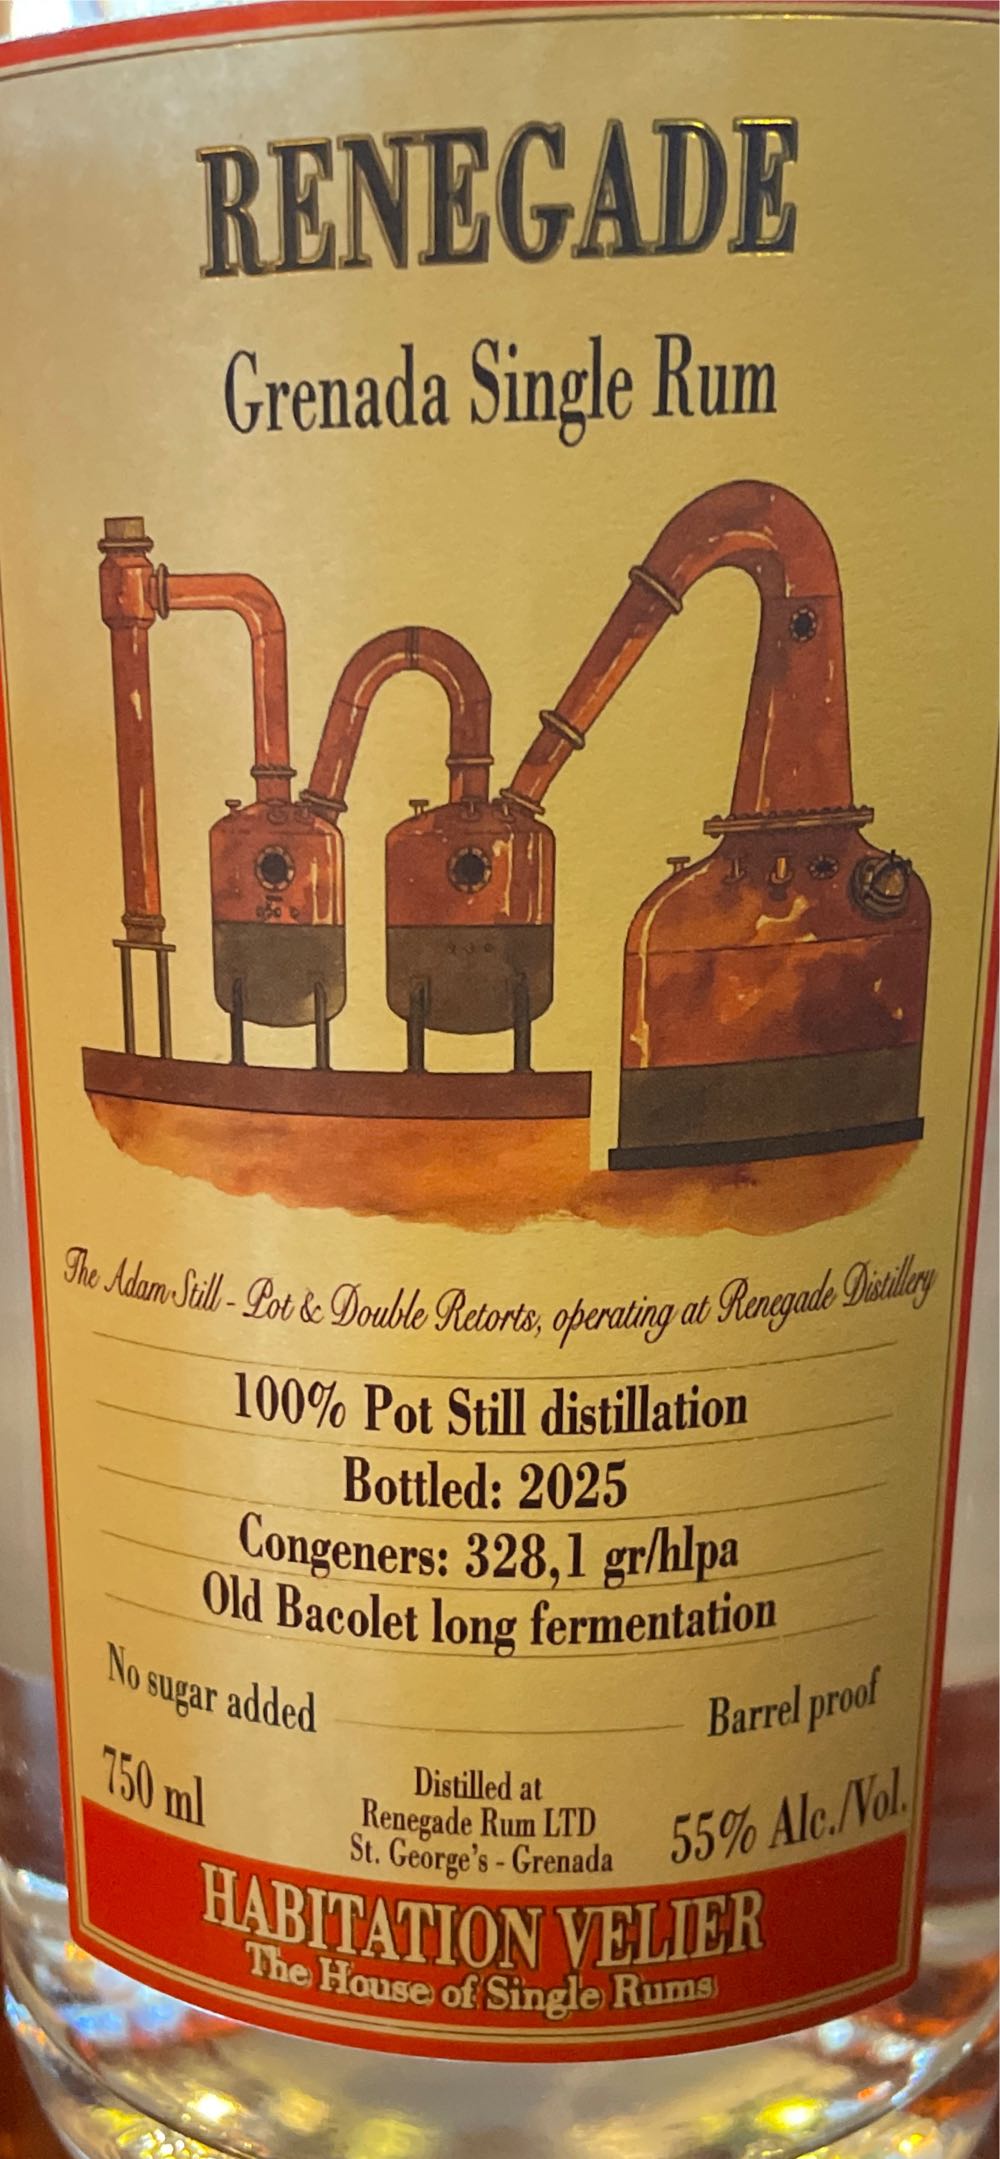 RENEGADE
Grenada Single Rum
The Adam Still - Pot & Double Retorts, operating at Renegade Distillery
100% Pot Still distillation
Bottled: 2025
Congeners: 328,1 gr/hlpa
Old Bacolet long fermentation
No sugar added
Barrel proof
750 ml
Distilled at
Renegade Rum LTD
St. George's - Grenada
55% Alc./Vol.
HABITATION VELIER
The House of Single Rums